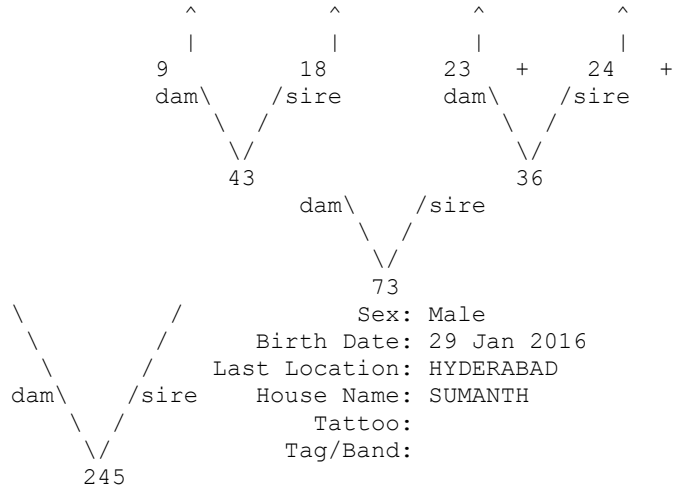 ^ ^ ^ ^
| | | |
9 18 23 + 24 +
dam\ /sire dam\ /sire
\ / \ /
\/ \/
43 36
dam\ /sire
\ /
\/
73
\ / Sex: Male
\ / Birth Date: 29 Jan 2016
\ / Last Location: HYDERABAD
dam\ /sire House Name: SUMANTH
\ / Tattoo:
\/ Tag/Band:
245